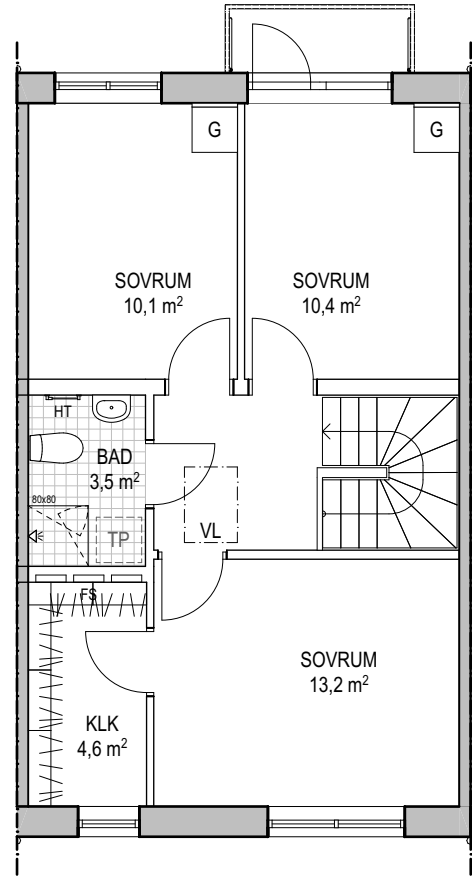 G
G
SOVRUM
10,1 m²
SOVRUM
10,4 m²
HT
BAD
3,5 m²
80x80
TP
VL
FS
SOVRUM
13,2 m²
KLK
4,6 m²